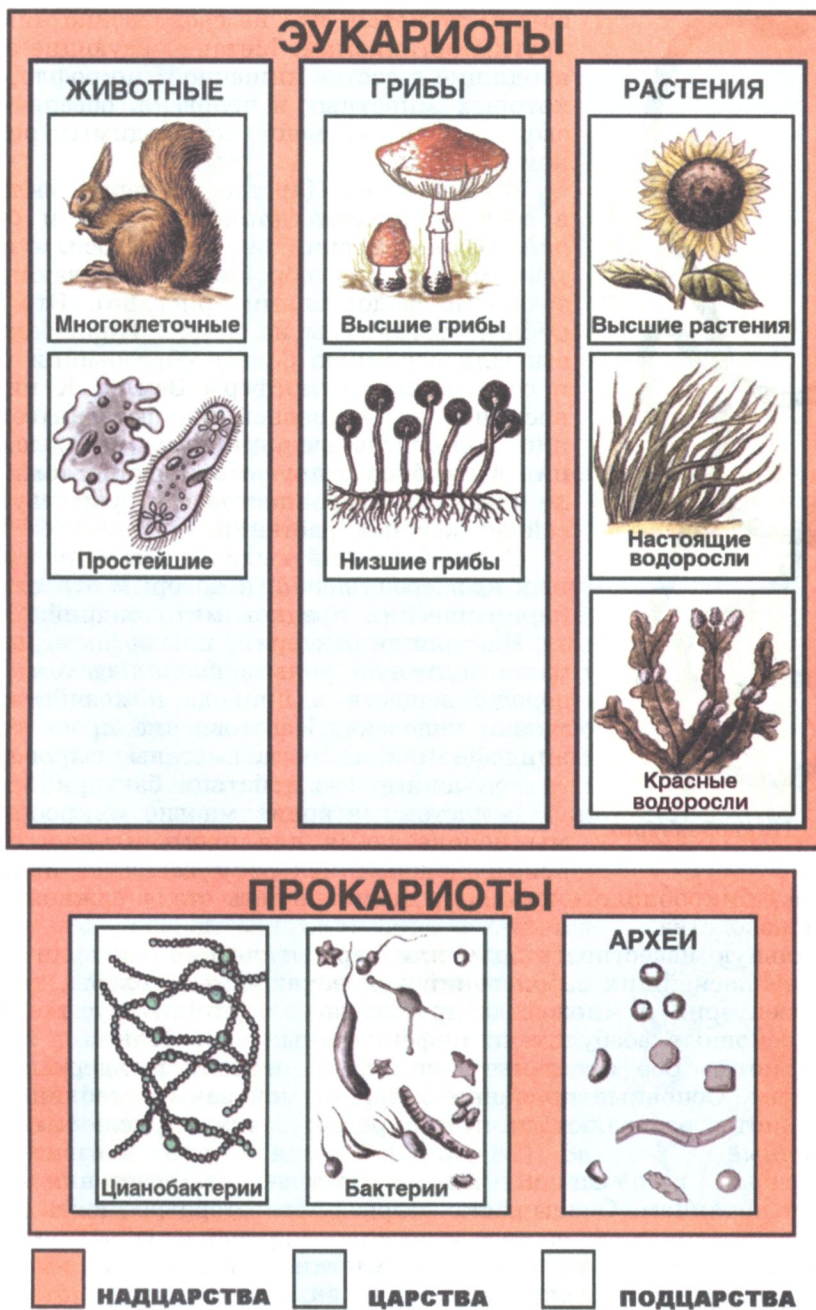 ЭУКАРИОТЫ
ЖИВОТНЫЕ
ГРИБЫ
РАСТЕНИЯ
Многоклеточные
Высшие грибы
Высшие растения
Простейшие
Низшие грибы
Настоящие
водоросли
Красные
водоросли
ПРОКАРИОТЫ
АРХЕИ
Цианобактерии
Бактерии
НАДЦАРСТВА
ЦАРСТВА
ПОДЦАРСТВА